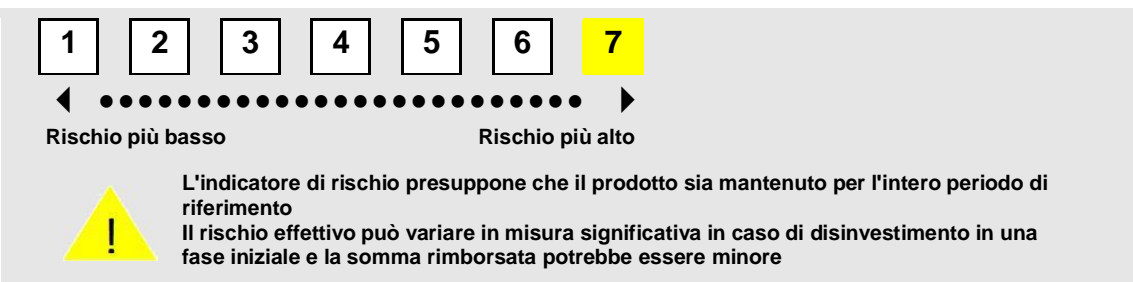 1 2 3 4 5 6 7
Rischio più basso Rischio più alto
L'indicatore di rischio presuppone che il prodotto sia mantenuto per l'intero periodo di
riferimento
Il rischio effettivo può variare in misura significativa in caso di disinvestimento in una
fase iniziale e la somma rimborsata potrebbe essere minore
!